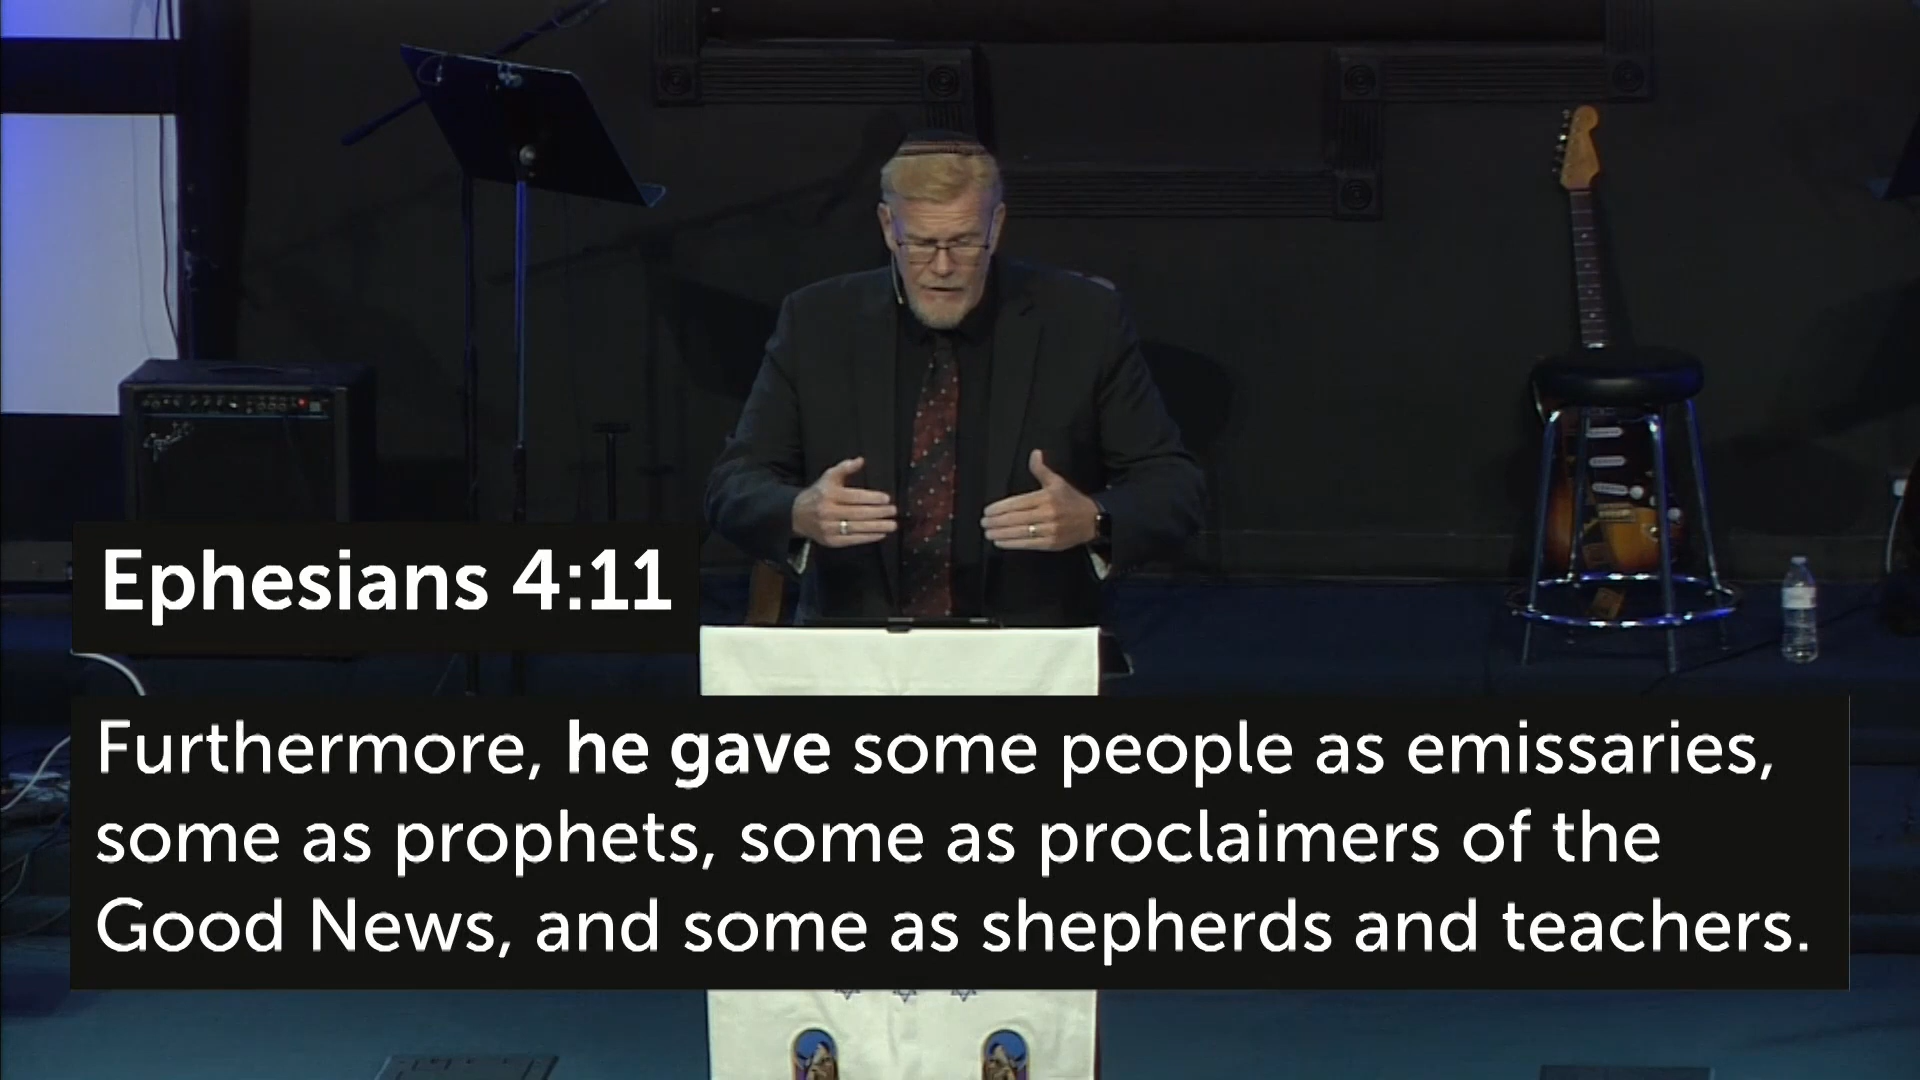 Ephesians 4:11
Furthermore, he gave some people as emissaries,
some as prophets, some as proclaimers of the
Good News, and some as shepherds and teachers.